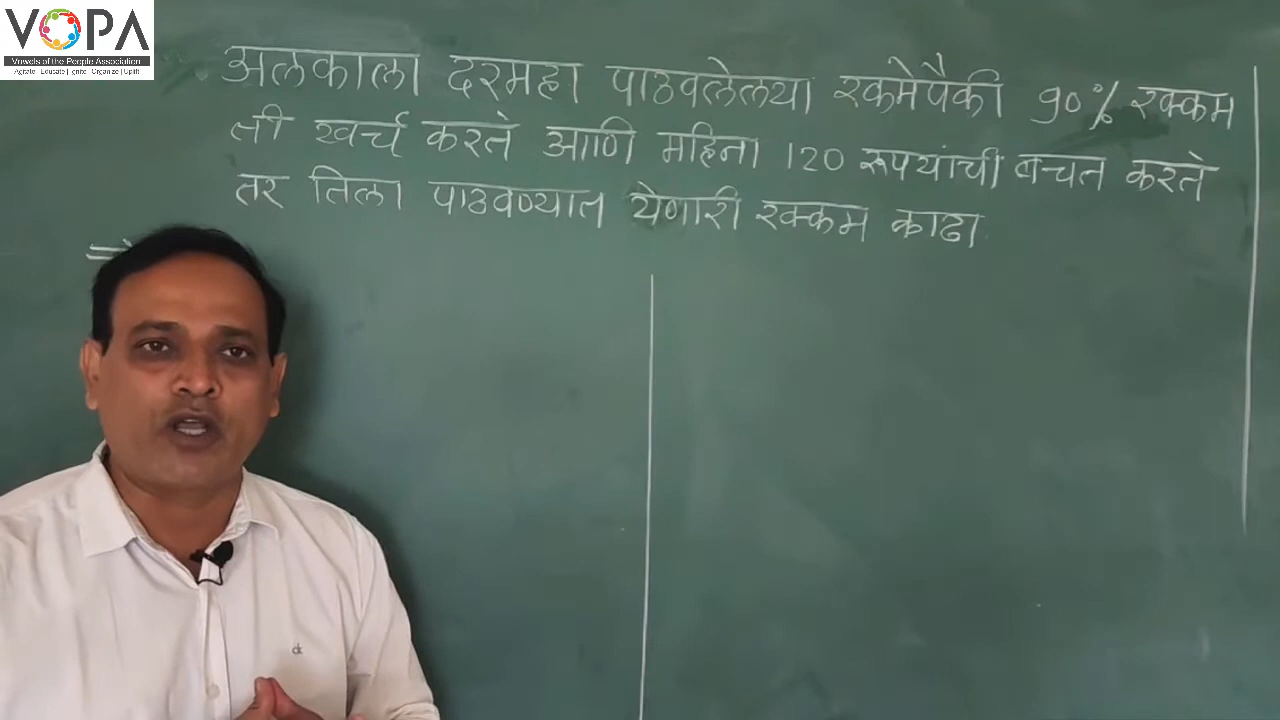 VOPA
Vowels of the People Association
Agitate | Educate | Ignite | Organize | Uplift
अलकाला दरमहा पाठवलेल्या रकमेपैकी 90% रक्कम
ती खर्च करते आणि महिना 120 रूपयांची बचत करते
तर तिला पाठवण्यात येणारी रक्कम काढा
⇒